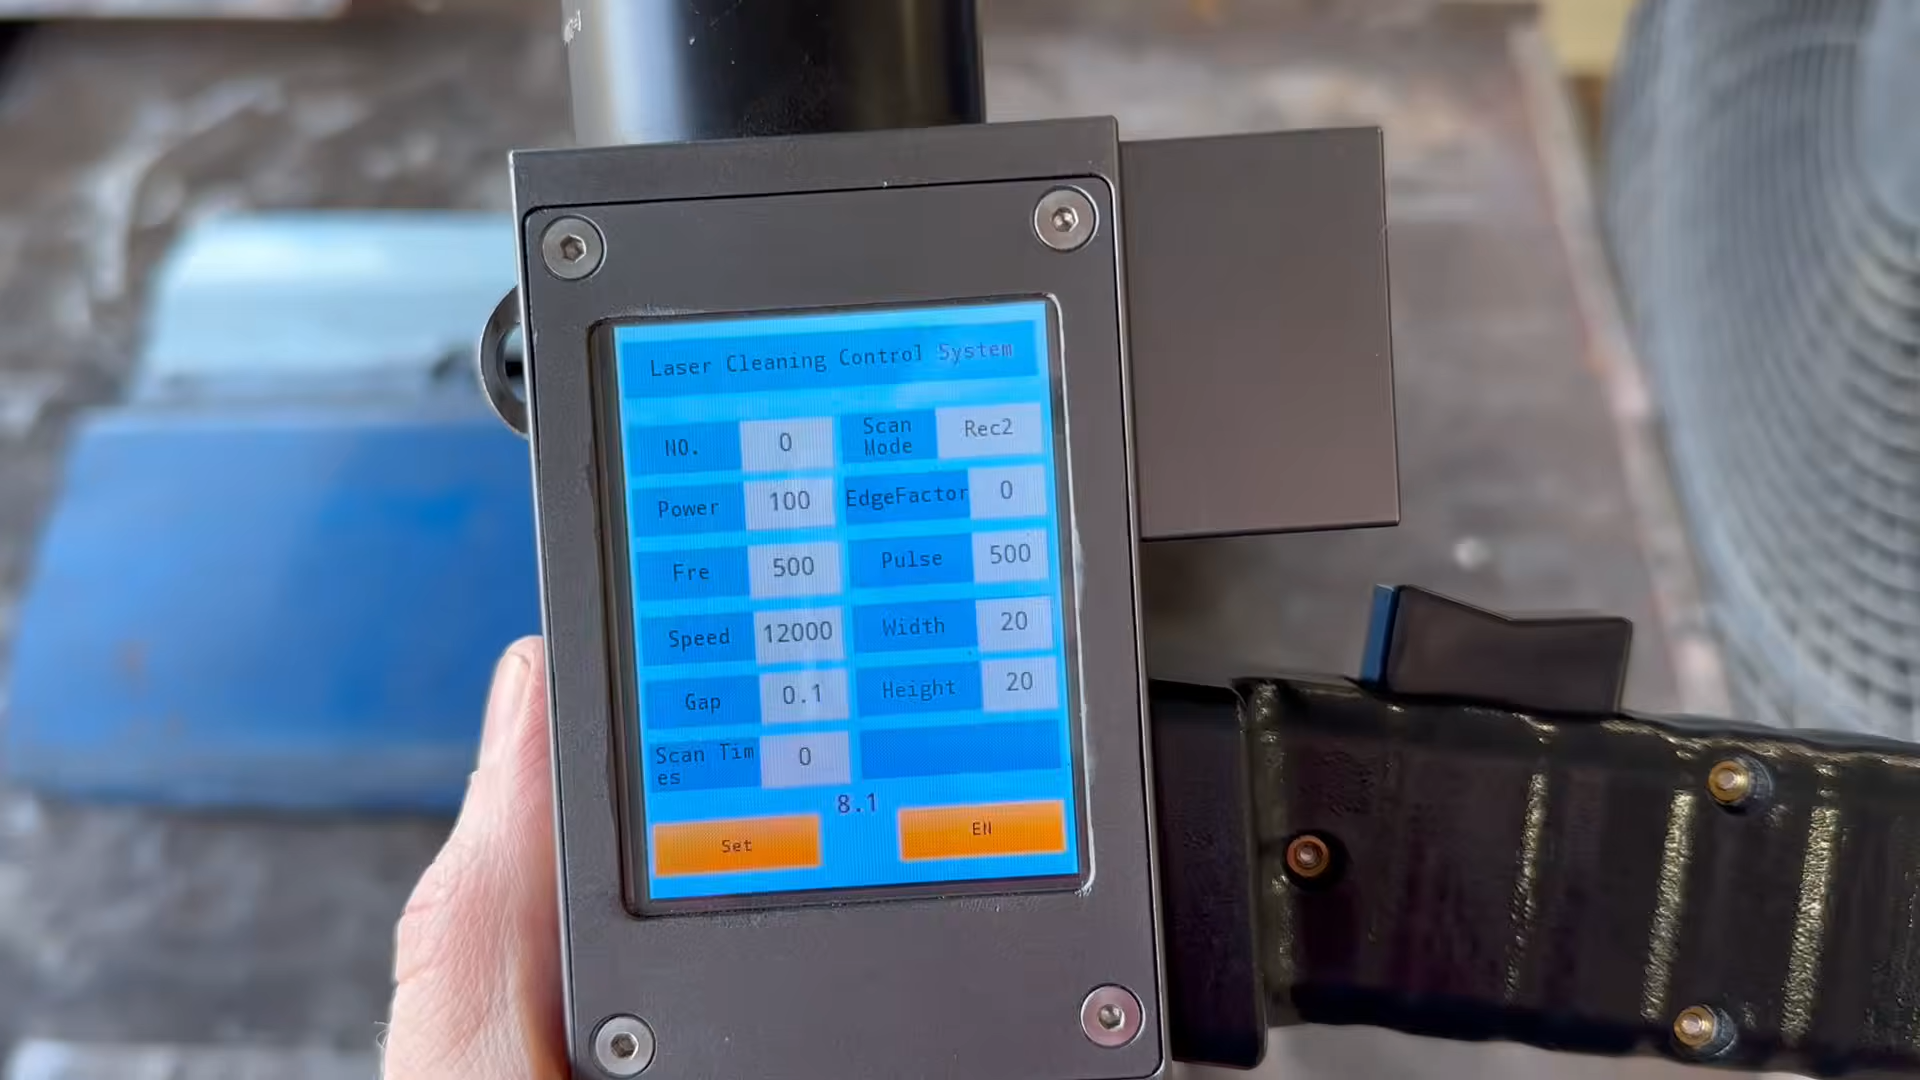 Laser Cleaning Control System
NO. 0 Scan Mode Rec2
Power 100 EdgeFactor 0
Fre 500 Pulse 500
Speed 12000 Width 20
Gap 0.1 Height 20
Scan Tim
es 0
8.1
Set EN